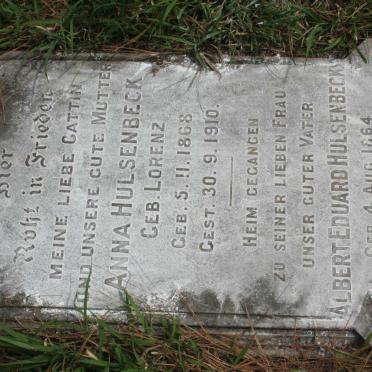 Hier
Ruht in Frieden
MEINE LIEBE GATTIN
UND UNSERE GUTE MUTTER
ANNA HULSENBECK
GEB LORENZ
GEB 5.11.1868
GEST. 30.9.1910.
HEIM GEGANGEN
ZU SEINER LIEBEN FRAU
UNSER GUTER VATER
ALBERT EDUARD HULSENBECK
GEB 4 AUG 1864